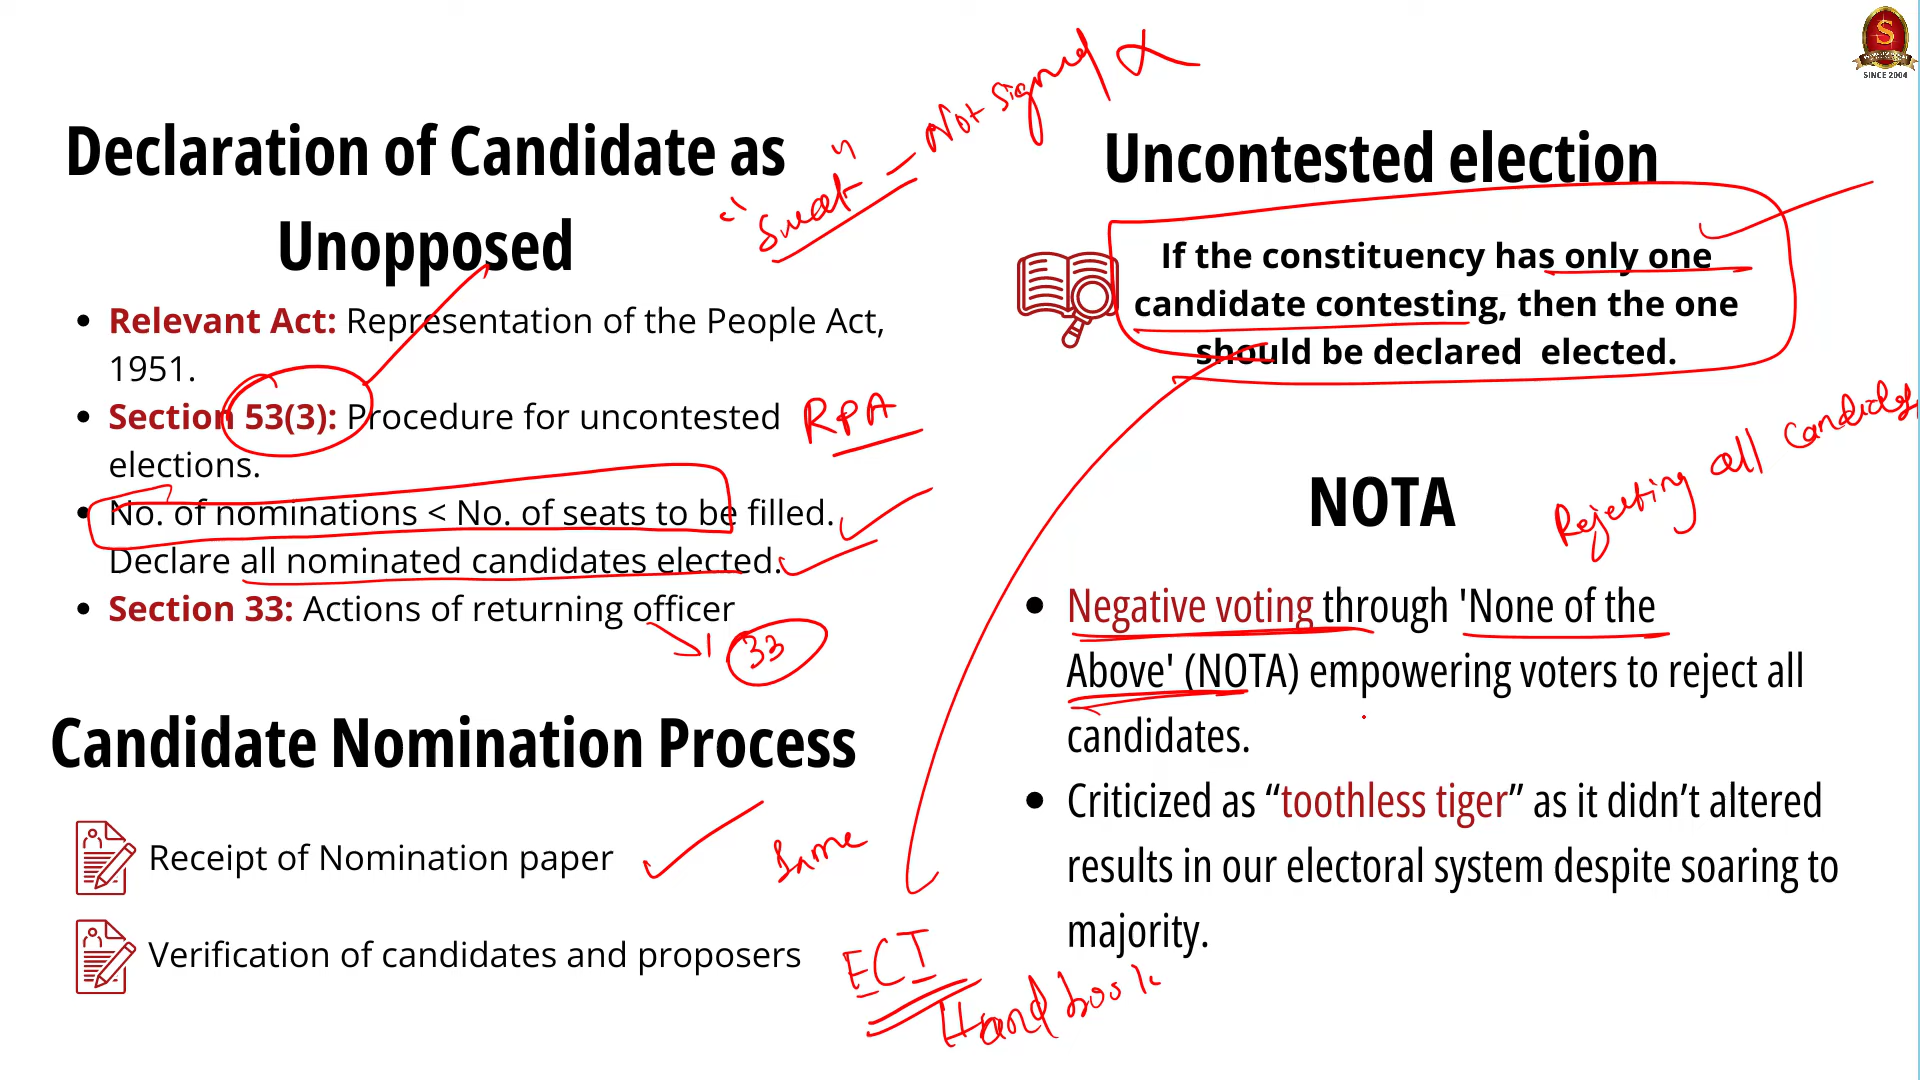 SINCE 2004
"Surat" – Not signed
Declaration of Candidate as
Unopposed
Relevant Act: Representation of the People Act,
1951.
Section 53(3): Procedure for uncontested
elections.
RPA
No. of nominations < No. of seats to be filled.
Declare all nominated candidates elected.
Section 33: Actions of returning officer
33
Candidate Nomination Process
Receipt of Nomination paper
Same
Verification of candidates and proposers
Handbook
Uncontested election
If the constituency has only one
candidate contesting, then the one
should be declared elected.
NOTA
Rejecting all candidates
Negative voting through 'None of the
Above' (NOTA) empowering voters to reject all
candidates.
Criticized as “toothless tiger” as it didn’t altered
results in our electoral system despite soaring to
majority.